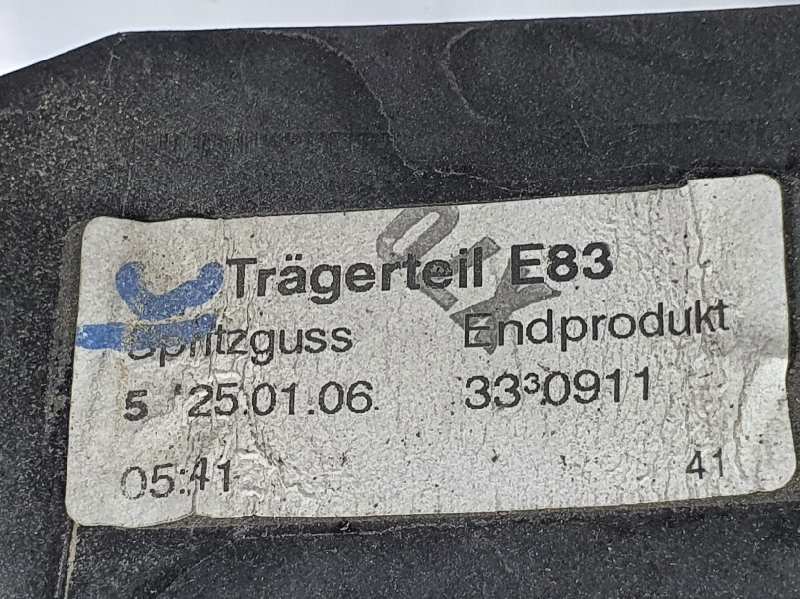 Trägerteil E83
Spritzguss Endprodukt
5 25.01.06 33³0911
05:41 41